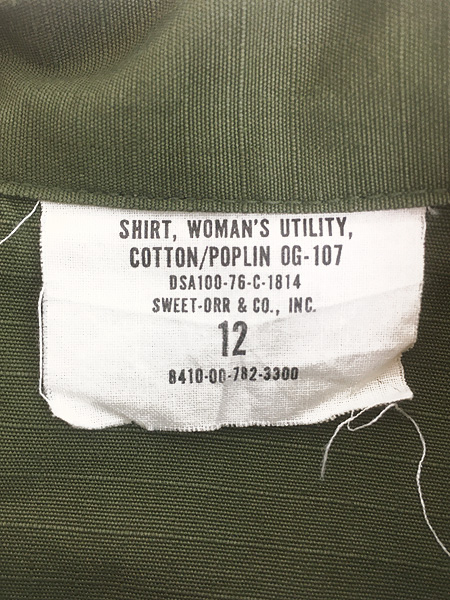 SHIRT, WOMAN'S UTILITY,
COTTON/POPLIN OG-107
DSA100-76-C-1814
SWEET-ORR & CO., INC.
12
8410-00-782-3300